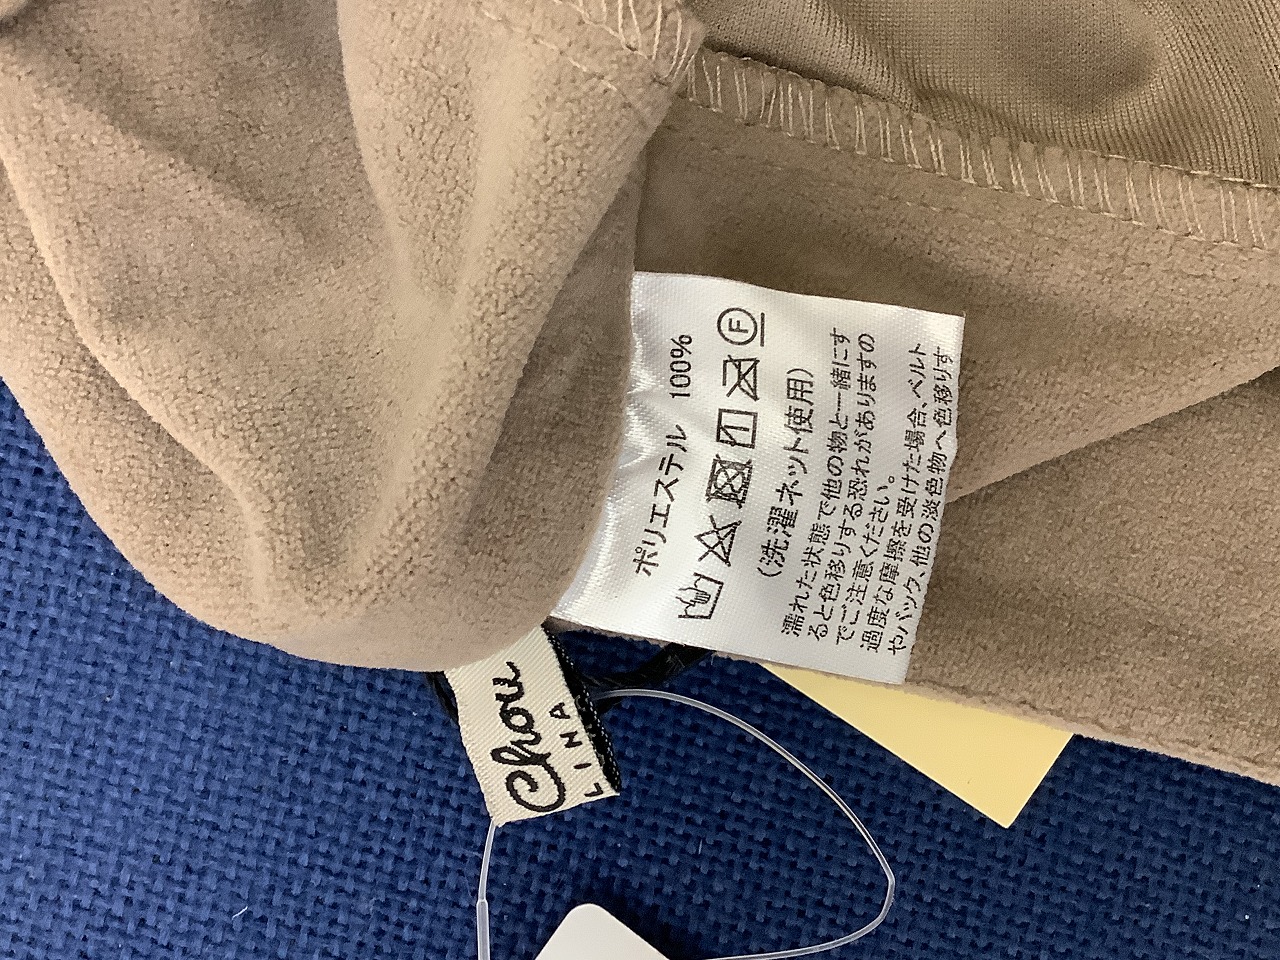 ポリエステル 100%
F
(洗濯ネット使用)
濡れた状態で他の物と一緒にす
ると色移りする恐れがありますの
でご注意ください。
過度な摩擦を受けた場合、ベルト
やバック、他の淡色物へ色移りす
Chou
LINA